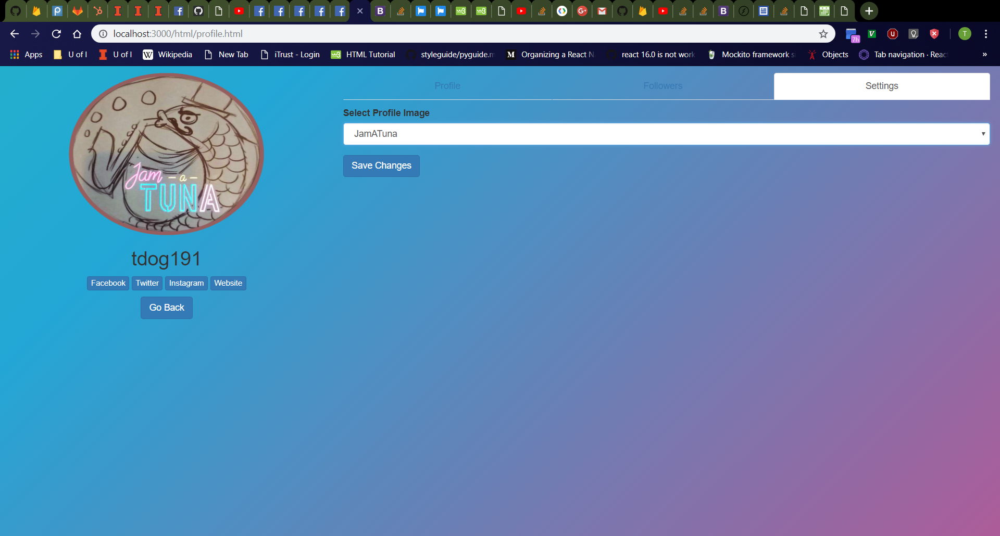 localhost:3000/html/profile.html
T
7h
Apps
U of I
U of I
Wikipedia
New Tab
iTrust - Login
HTML Tutorial
styleguide/pyguide.m
Organizing a React N
react 16.0 is not work
Mockito framework si
Objects
Tab navigation · Reac
»
Profile
Followers
Settings
Select Profile Image
JamATuna
Save Changes
Jam - a -
TUNA
tdog191
Facebook Twitter Instagram Website
Go Back